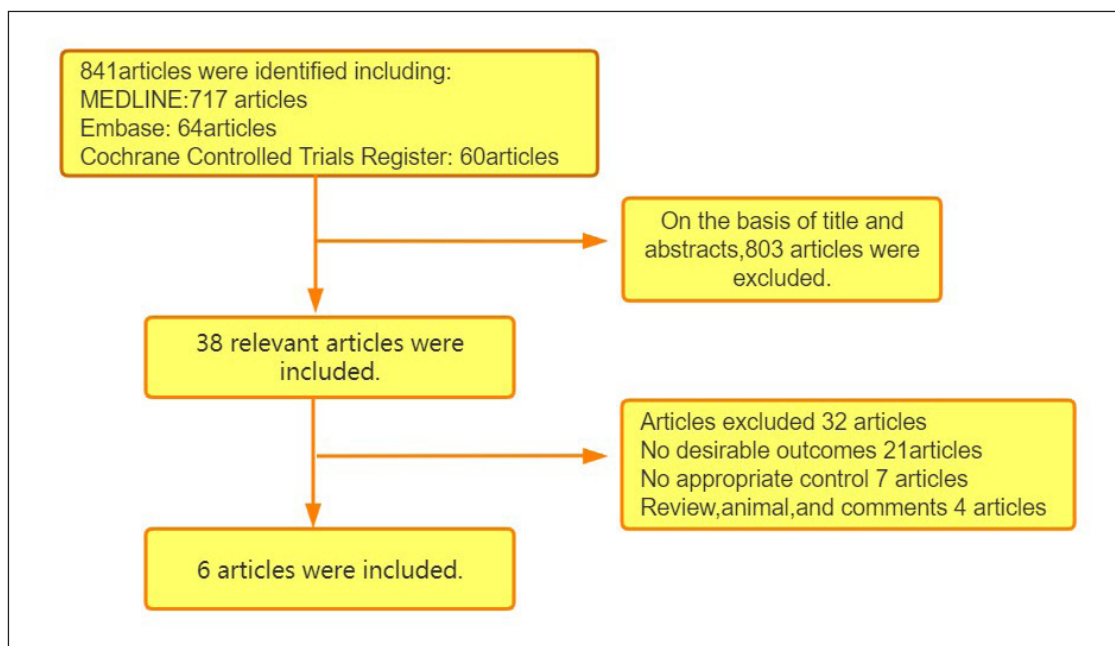 841articles were identified including:
MEDLINE:717 articles
Embase: 64articles
Cochrane Controlled Trials Register: 60articles
On the basis of title and
abstracts,803 articles were
excluded.
38 relevant articles were
included.
Articles excluded 32 articles
No desirable outcomes 21articles
No appropriate control 7 articles
Review,animal,and comments 4 articles
6 articles were included.